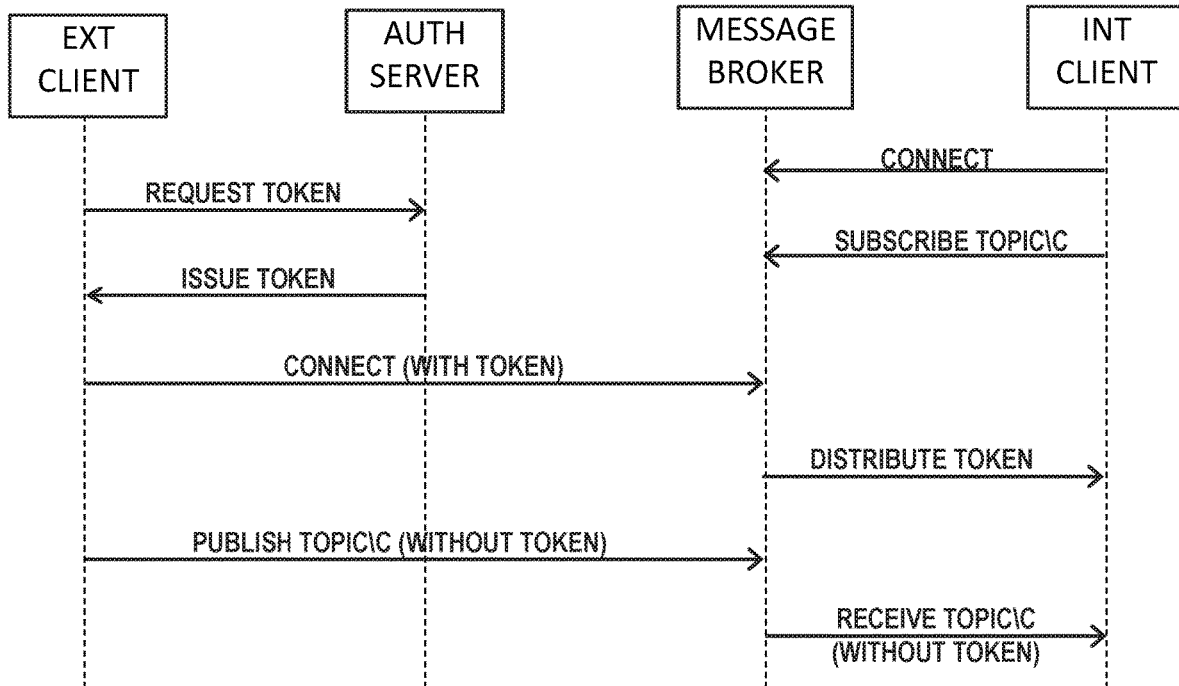 EXT
CLIENT
AUTH
SERVER
MESSAGE
BROKER
INT
CLIENT
CONNECT
REQUEST TOKEN
SUBSCRIBE TOPIC\C
ISSUE TOKEN
CONNECT (WITH TOKEN)
DISTRIBUTE TOKEN
PUBLISH TOPIC\C (WITHOUT TOKEN)
RECEIVE TOPIC\C
(WITHOUT TOKEN)